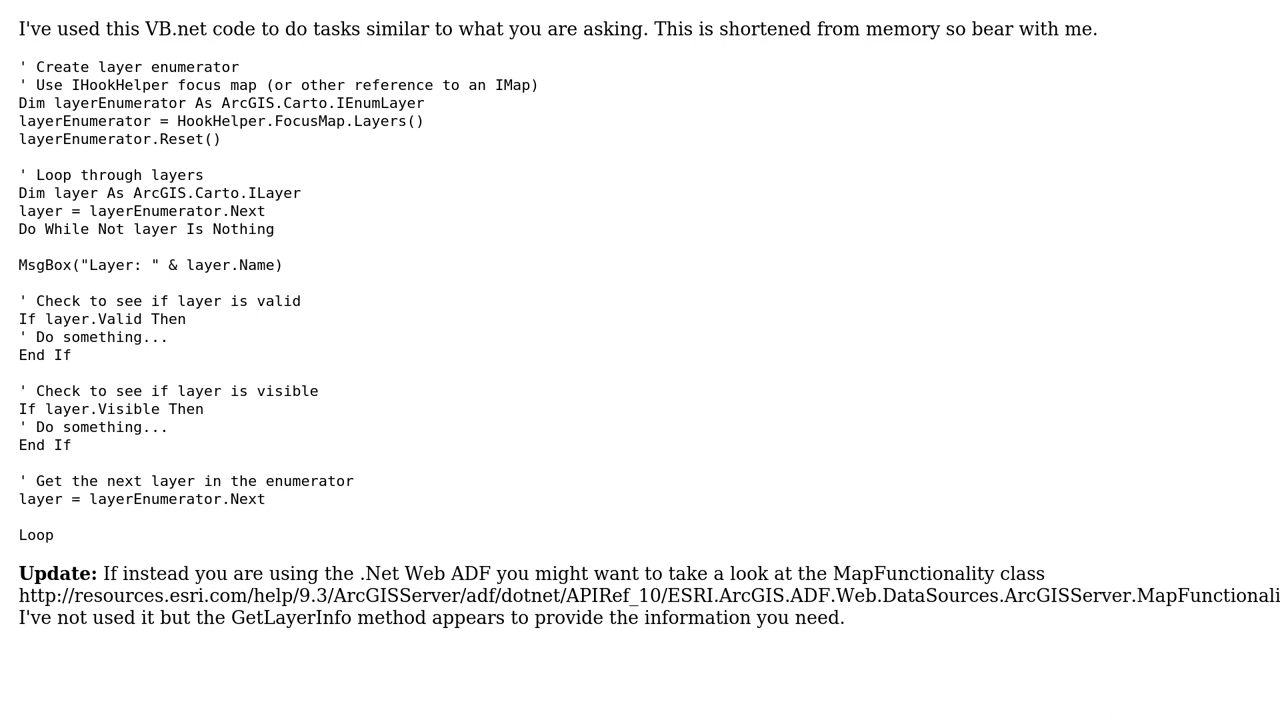 I've used this VB.net code to do tasks similar to what you are asking. This is shortened from memory so bear with me.
' Create layer enumerator
' Use IHookHelper focus map (or other reference to an IMap)
Dim layerEnumerator As ArcGIS.Carto.IEnumLayer
layerEnumerator = HookHelper.FocusMap.Layers()
layerEnumerator.Reset()
' Loop through layers
Dim layer As ArcGIS.Carto.ILayer
layer = layerEnumerator.Next
Do While Not layer Is Nothing
MsgBox("Layer: " & layer.Name)
' Check to see if layer is valid
If layer.Valid Then
' Do something...
End If
' Check to see if layer is visible
If layer.Visible Then
' Do something...
End If
' Get the next layer in the enumerator
layer = layerEnumerator.Next
Loop
Update: If instead you are using the .Net Web ADF you might want to take a look at the MapFunctionality class
http://resources.esri.com/help/9.3/ArcGISServer/adf/dotnet/APIRef_10/ESRI.ArcGIS.ADF.Web.DataSources.ArcGISServer.MapFunctionali
I've not used it but the GetLayerInfo method appears to provide the information you need.